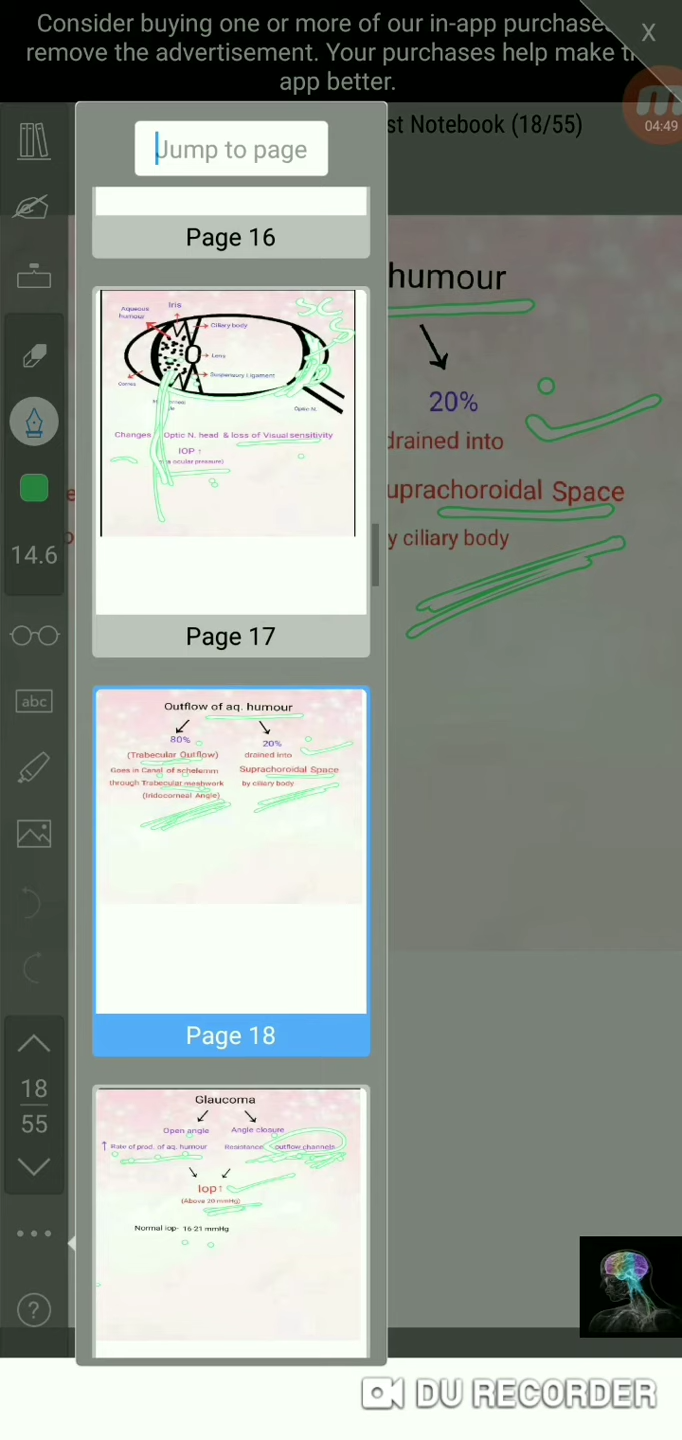 Consider buying one or more of our in-app purchase
remove the advertisement. Your purchases help make
app better.
X
04:49
st Notebook (18/55)
Jump to page
Page 16
Aqueous
humour
Iris
Ciliary body
Lens
Suspensory Ligament
Optic N.
Changes Optic N. head & loss of Visual sensitivity
IOP ↑
ocular pressure)
Page 17
Outflow of aq. humour
80%
20%
(Trabecular Outflow)
drained into
Goes in Canal of schelemm
Suprachoroidal Space
through Trabecular meshwork
by ciliary body
(Iridocorneal Angle)
Page 18
Glaucoma
Open angle
Angle closure
↑ Rate of prod. of aq. humour
Resistance outflow channels
Iop↑
(Above 20 mmHg)
Normal iop- 16-21 mmHg
humour
20%
drained into
uprachoroidal Space
y ciliary body
14.6
abc
18
55
?
DU RECORDER